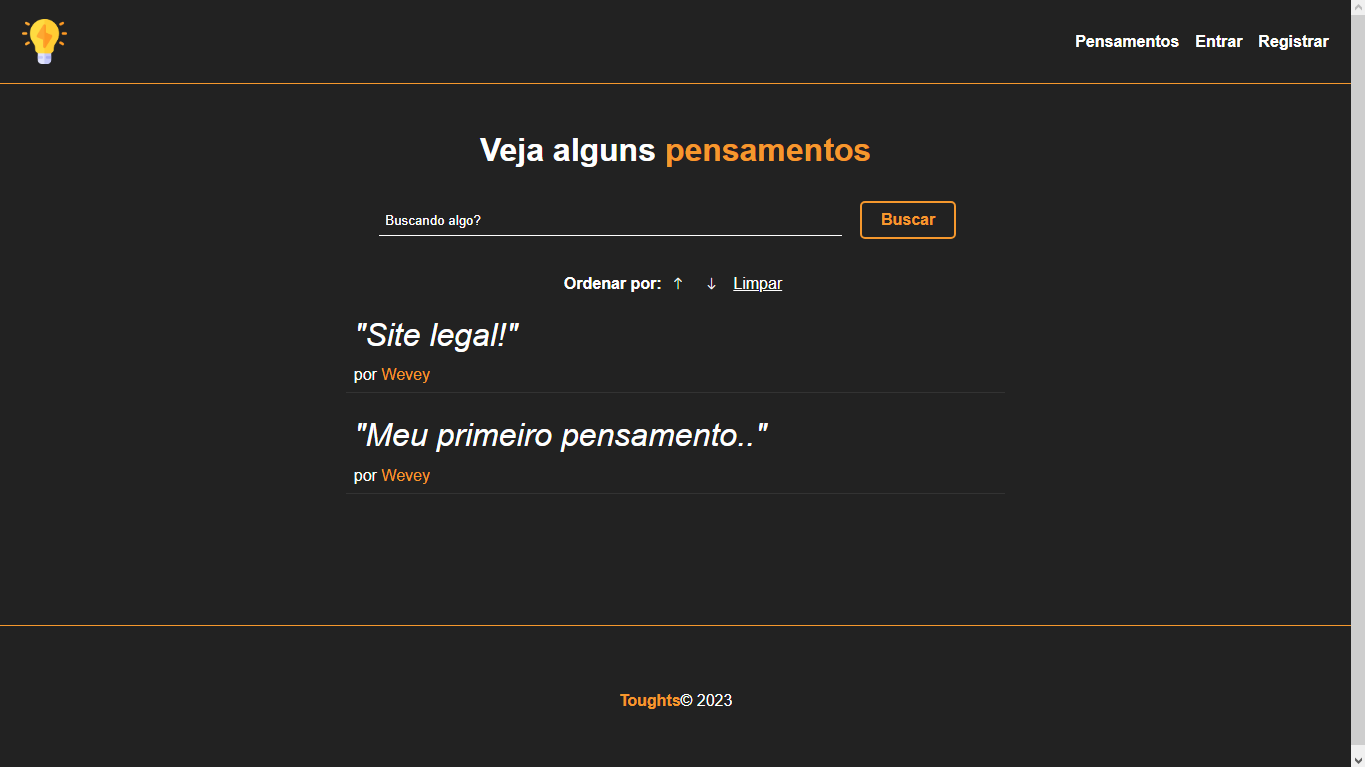 Pensamentos Entrar Registrar
Veja alguns pensamentos
Buscando algo? Buscar
Ordenar por: ↑ ↓ Limpar
"Site legal!"
por Wevey
"Meu primeiro pensamento.."
por Wevey
Toughts© 2023